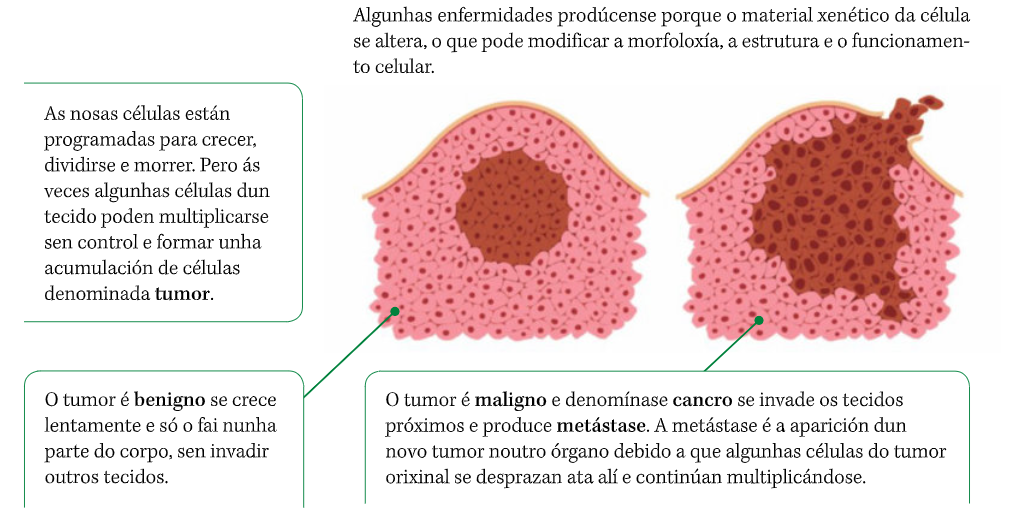 Algunhas enfermidades prodúcense porque o material xenético da célula
se altera, o que pode modificar a morfoloxía, a estrutura e o funcionamen-
to celular.
As nosas células están
programadas para crecer,
dividirse e morrer. Pero ás
veces algunhas células dun
tecido poden multiplicarse
sen control e formar unha
acumulación de células
denominada tumor.
O tumor é benigno se crece
lentamente e só o fai nunha
parte do corpo, sen invadir
outros tecidos.
O tumor é maligno e denomínase cancro se invade os tecidos
próximos e produce metástase. A metástase é a aparición dun
novo tumor noutro órgano debido a que algunhas células do tumor
orixinal se desprazan ata alí e continúan multiplicándose.